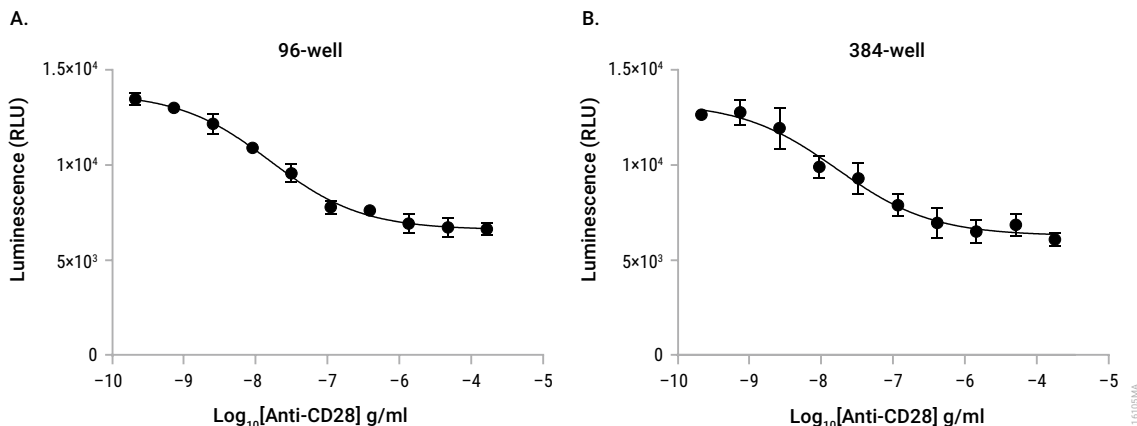 A.
96-well
1.5×10⁴
1×10⁴
5×10³
0
Luminescence (RLU)
−10 −9 −8 −7 −6 −4 −5
Log₁₀[Anti-CD28] g/ml
B.
384-well
1.5×10⁴
1×10⁴
5×10³
0
Luminescence (RLU)
−10 −9 −8 −7 −6 −4 −5
Log₁₀[Anti-CD28] g/ml
16105MA